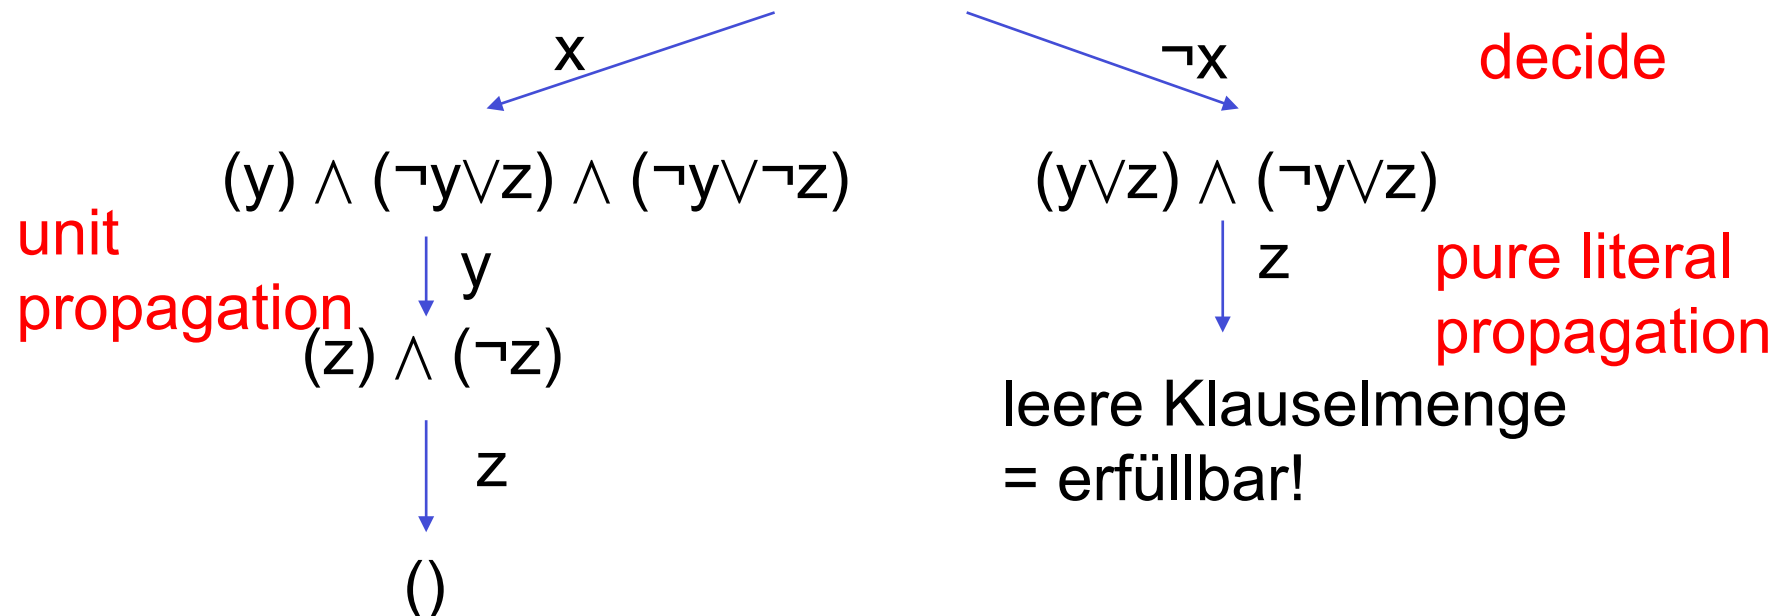 x
¬x
decide
(y) ∧ (¬y∨z) ∧ (¬y∨¬z)
(y∨z) ∧ (¬y∨z)
unit
propagation
y
z
pure literal
propagation
(z) ∧ (¬z)
leere Klauselmenge
= erfüllbar!
z
()